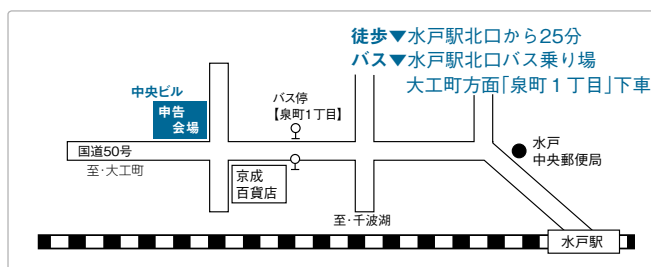 徒歩▼水戸駅北口から25分
バス▼水戸駅北口バス乗り場
大工町方面「泉町1丁目」下車
中央ビル
申告
会場
バス停
【泉町1丁目】
国道50号
至・大工町
京成
百貨店
水戸
中央郵便局
至・千波湖
水戸駅